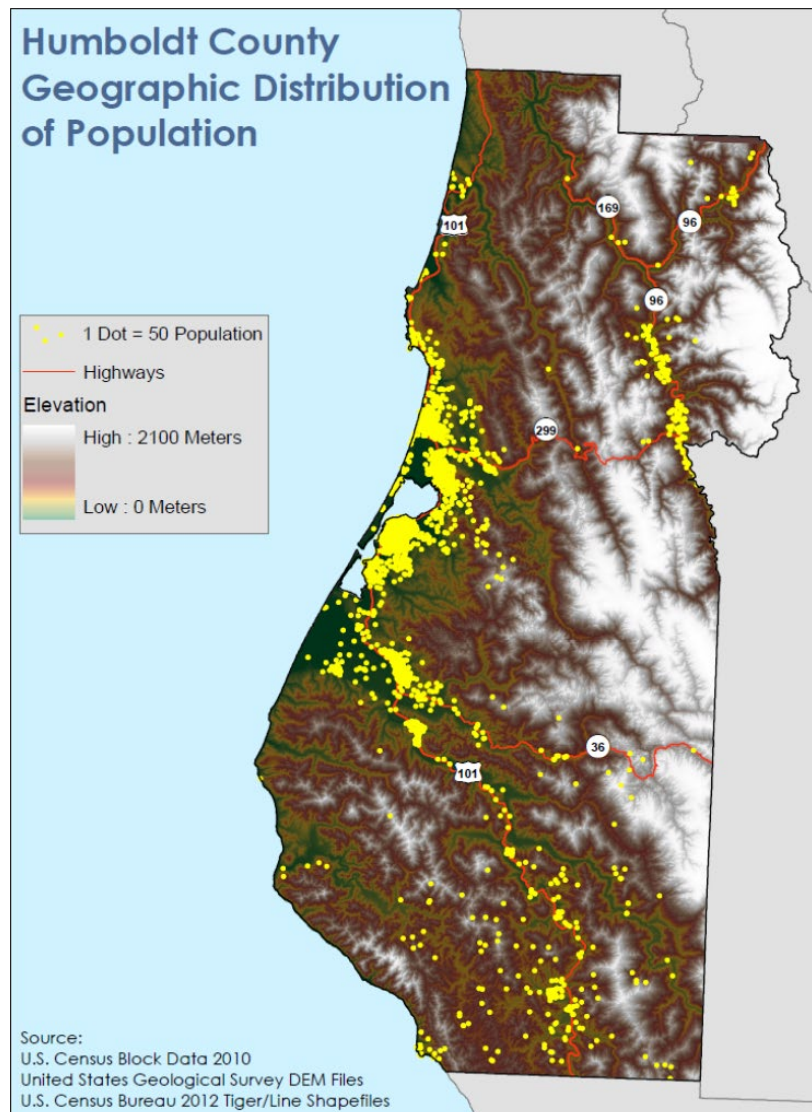 Humboldt County
Geographic Distribution
of Population
169
101
96
96
1 Dot = 50 Population
Highways
Elevation
High : 2100 Meters
Low : 0 Meters
299
36
101
Source:
U.S. Census Block Data 2010
United States Geological Survey DEM Files
U.S. Census Bureau 2012 Tiger/Line Shapefiles